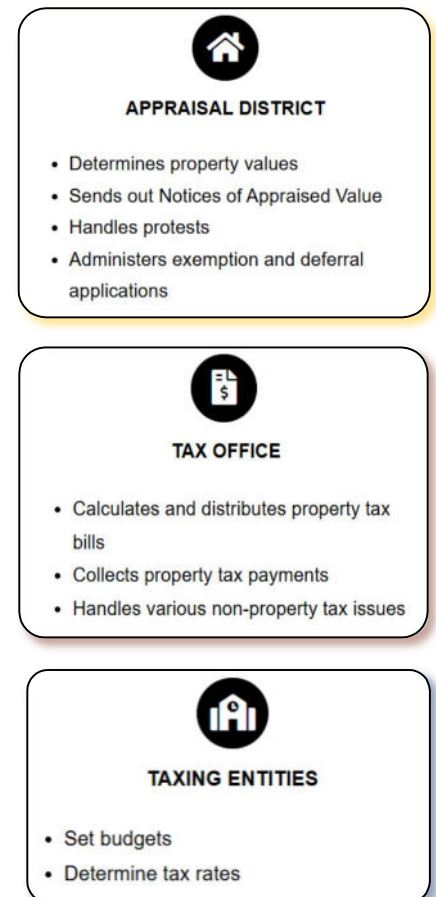 APPRAISAL DISTRICT
• Determines property values
• Sends out Notices of Appraised Value
• Handles protests
• Administers exemption and deferral
applications
$
TAX OFFICE
• Calculates and distributes property tax
bills
• Collects property tax payments
• Handles various non-property tax issues
TAXING ENTITIES
• Set budgets
• Determine tax rates